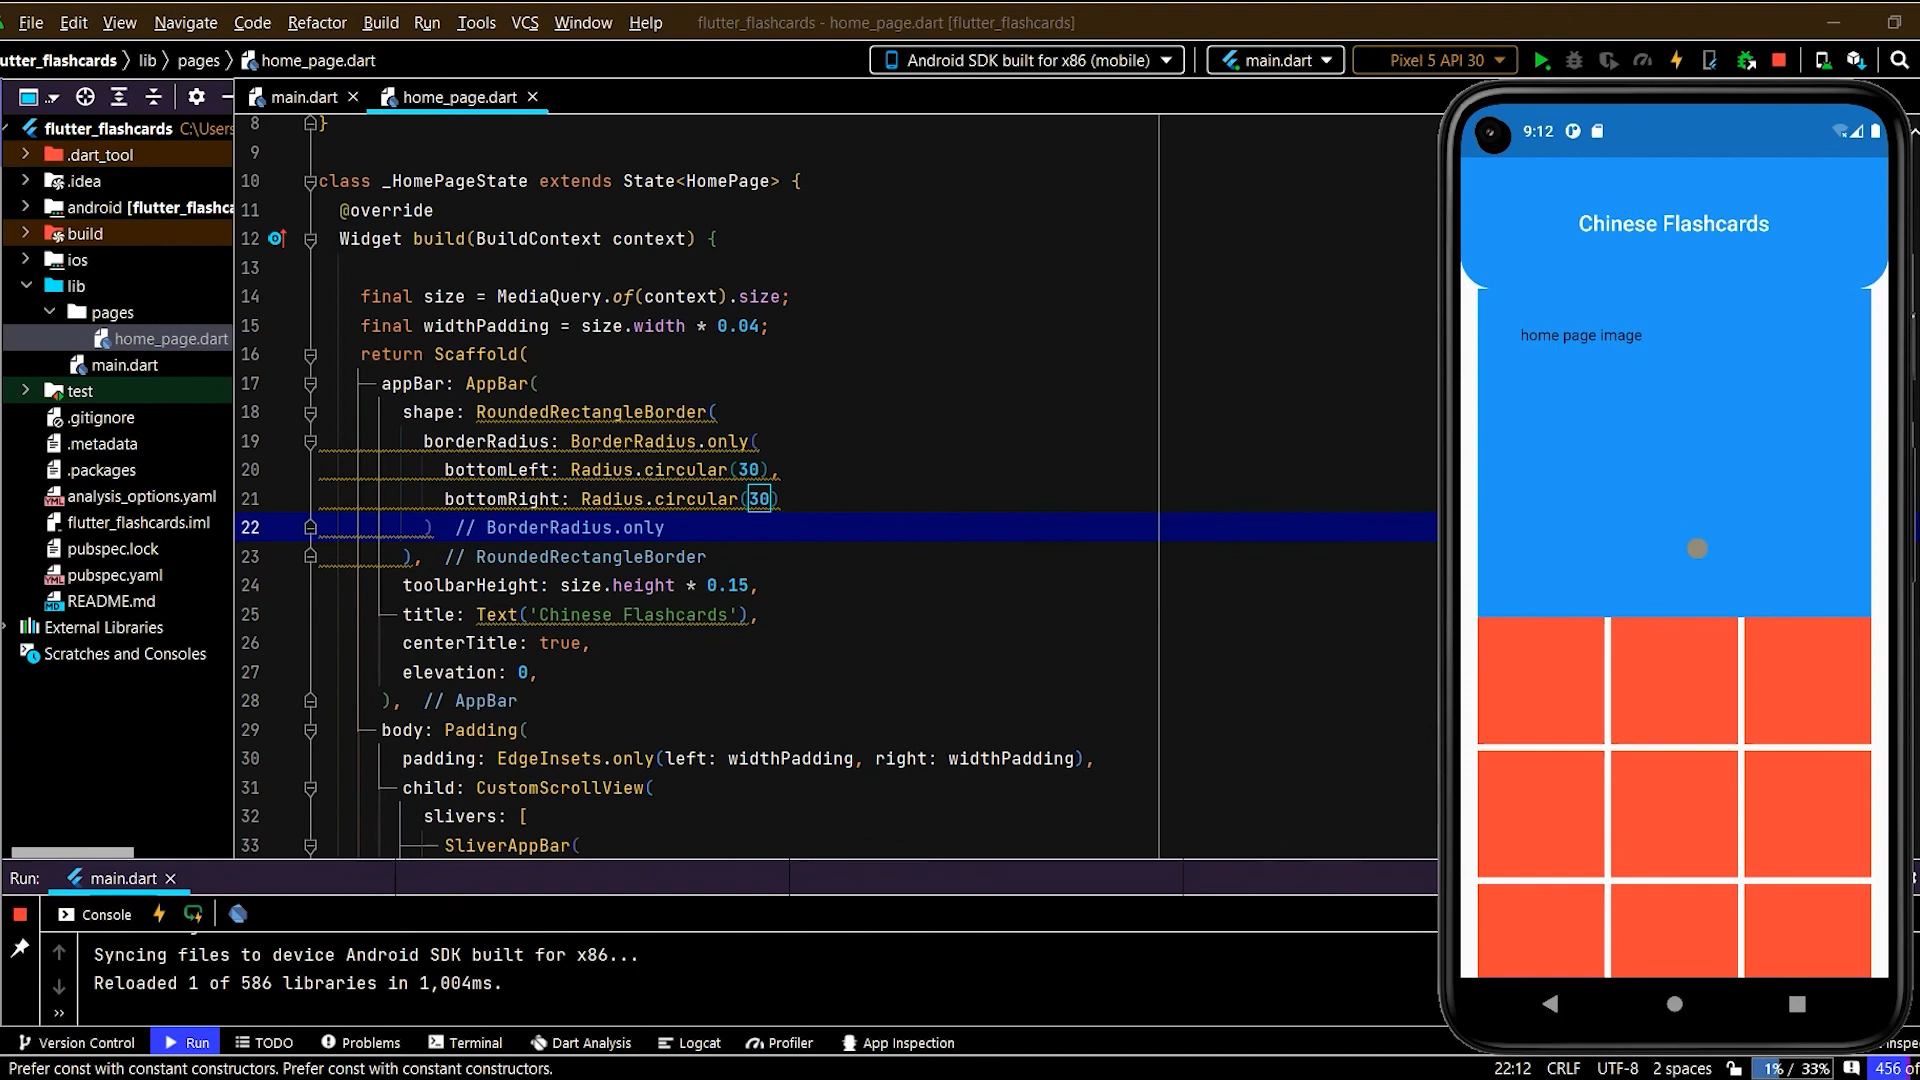 File Edit View Navigate Code Refactor Build Run Tools VCS Window Help flutter_flashcards - home_page.dart [flutter_flashcards]
utter_flashcards lib pages home_page.dart Android SDK built for x86 (mobile) main.dart Pixel 5 API 30
main.dart home_page.dart
flutter_flashcards C:\Users
.dart_tool
.idea
android [flutter_flashca
build
ios
lib
pages
home_page.dart
main.dart
test
.gitignore
.metadata
.packages
analysis_options.yaml
flutter_flashcards.iml
pubspec.lock
pubspec.yaml
README.md
External Libraries
Scratches and Consoles
8 }
9
10 class _HomePageState extends State<HomePage> {
11 @override
12 Widget build(BuildContext context) {
13
14 final size = MediaQuery.of(context).size;
15 final widthPadding = size.width * 0.04;
16 return Scaffold(
17 appBar: AppBar(
18 shape: RoundedRectangleBorder(
19 borderRadius: BorderRadius.only(
20 bottomLeft: Radius.circular(30),
21 bottomRight: Radius.circular(30)
22 ) // BorderRadius.only
23 ), // RoundedRectangleBorder
24 toolbarHeight: size.height * 0.15,
25 title: Text('Chinese Flashcards'),
26 centerTitle: true,
27 elevation: 0,
28 ), // AppBar
29 body: Padding(
30 padding: EdgeInsets.only(left: widthPadding, right: widthPadding),
31 child: CustomScrollView(
32 slivers: [
33 SliverAppBar(
9:12
Chinese Flashcards
home page image
Run: main.dart
Console
Syncing files to device Android SDK built for x86...
Reloaded 1 of 586 libraries in 1,004ms.
Version Control Run TODO Problems Terminal Dart Analysis Logcat Profiler App Inspection
Prefer const with constant constructors. Prefer const with constant constructors. 22:12 CRLF UTF-8 2 spaces 1% / 33% 456 of